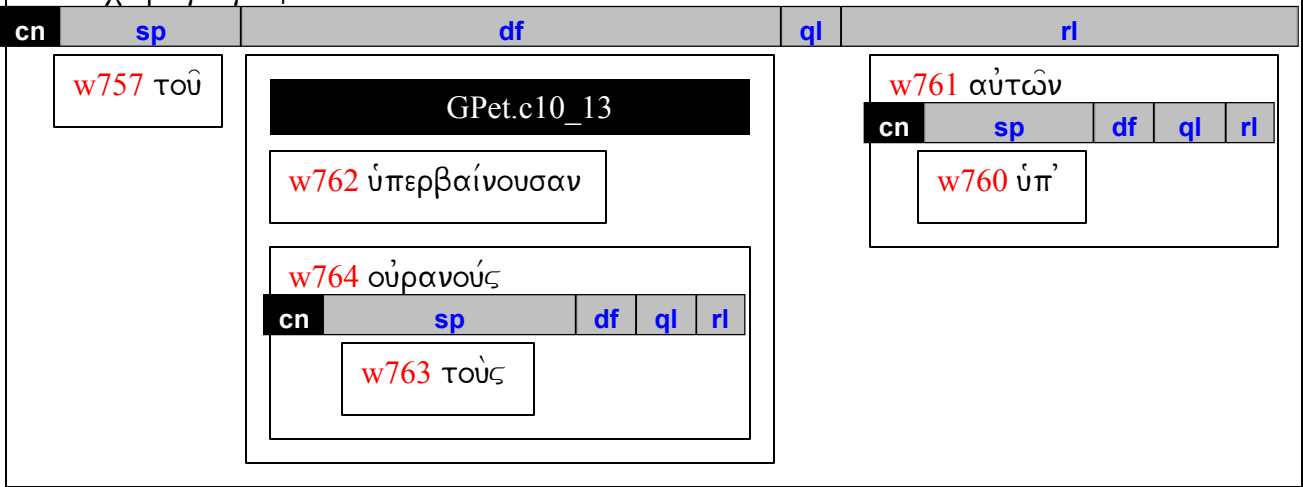 cn sp df ql rl
w757 τοῦ
GPet.c10_13
w761 αὐτῶν
cn sp df ql rl
w762 ὑπερβαίνουσαν
w760 ὑπ’
w764 οὐρανούς
cn sp df ql rl
w763 τοὺς